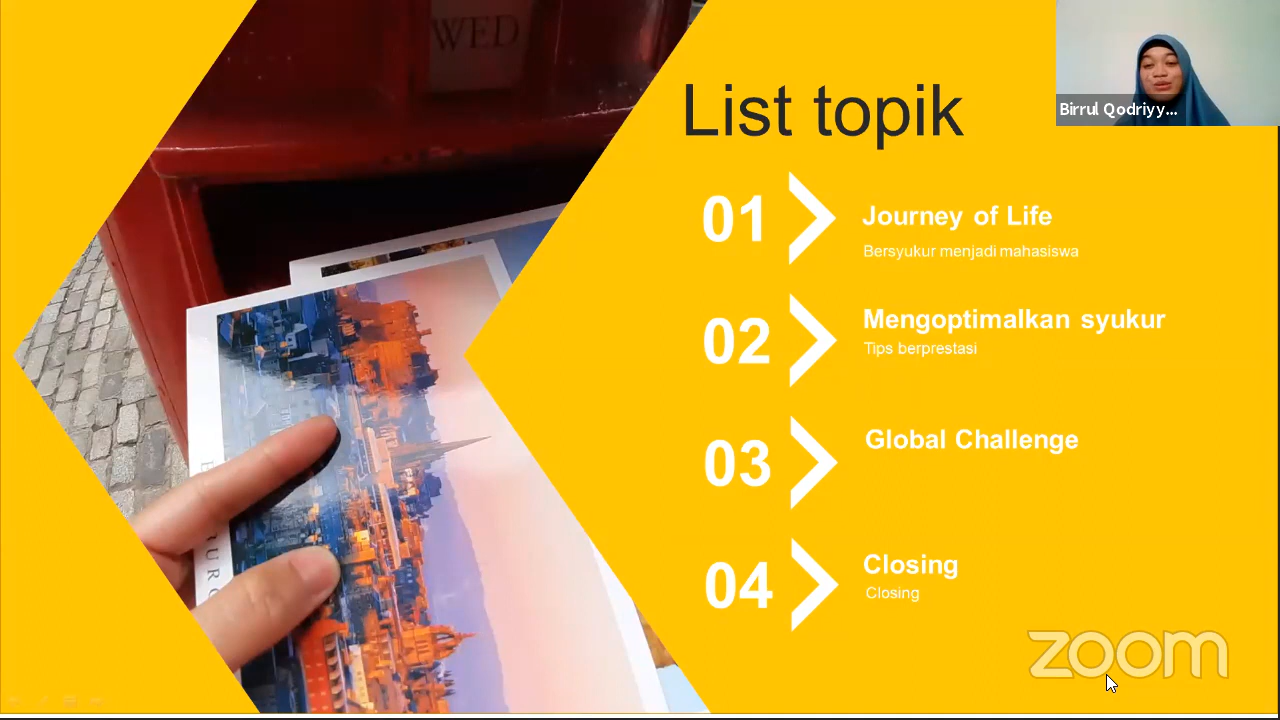 WED
List topik
Birrul Qodriyy...
01
Journey of Life
Bersyukur menjadi mahasiswa
02
Mengoptimalkan syukur
Tips berprestasi
03
Global Challenge
04
Closing
Closing
zoom